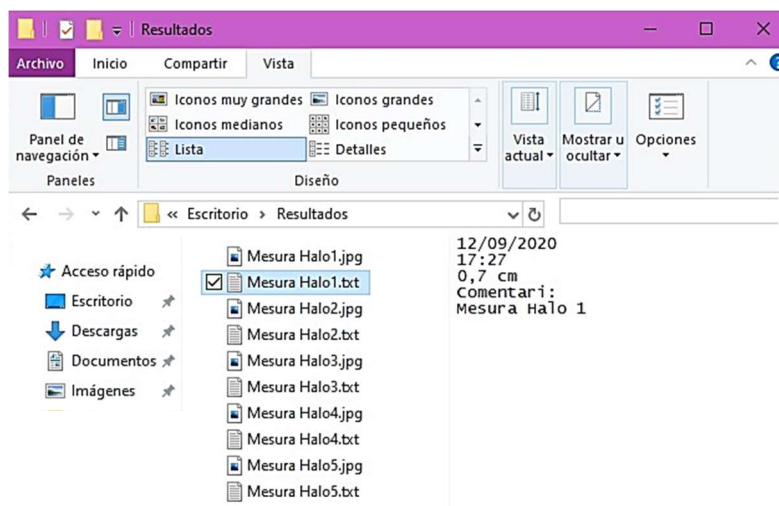 Resultados
Archivo Inicio Compartir Vista
Panel de navegación
Iconos muy grandes Iconos grandes
Iconos medianos Iconos pequeños
Lista Detalles
Vista actual
Mostrar u ocultar
Opciones
Paneles Diseño
« Escritorio > Resultados
Acceso rápido
Escritorio
Descargas
Documentos
Imágenes
Mesura Halo1.jpg
Mesura Halo1.txt
Mesura Halo2.jpg
Mesura Halo2.txt
Mesura Halo3.jpg
Mesura Halo3.txt
Mesura Halo4.jpg
Mesura Halo4.txt
Mesura Halo5.jpg
Mesura Halo5.txt
12/09/2020
17:27
0,7 cm
Comentari:
Mesura Halo 1